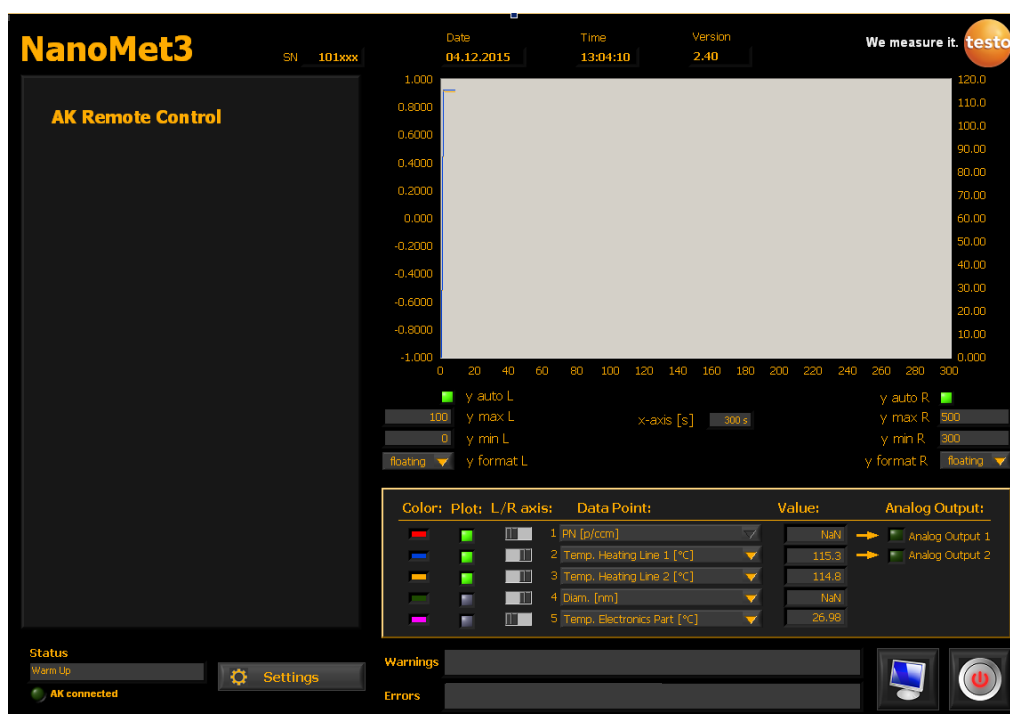 NanoMet3
SN 101xxx
Date Time Version
04.12.2015 13:04:10 2.40
We measure it. testo
AK Remote Control
1.000
0.8000
0.6000
0.4000
0.2000
0.000
-0.2000
-0.4000
-0.6000
-0.8000
-1.000
120.0
110.0
100.0
90.00
80.00
70.00
60.00
50.00
40.00
30.00
20.00
10.00
0.000
0 20 40 60 80 100 120 140 160 180 200 220 240 260 280 300
y auto L
100 y max L
0 y min L
floating y format L
x-axis [s] 300 s
y auto R
y max R 500
y min R 300
y format R floating
Color: Plot: L/R axis: Data Point: Value: Analog Output:
1 PN [p/ccm] NaN Analog Output 1
2 Temp. Heating Line 1 [°C] 115.3 Analog Output 2
3 Temp. Heating Line 2 [°C] 114.8
4 Diam. [nm] NaN
5 Temp. Electronics Part [°C] 26.98
Status
Warm Up
AK connected
Settings
Warnings
Errors